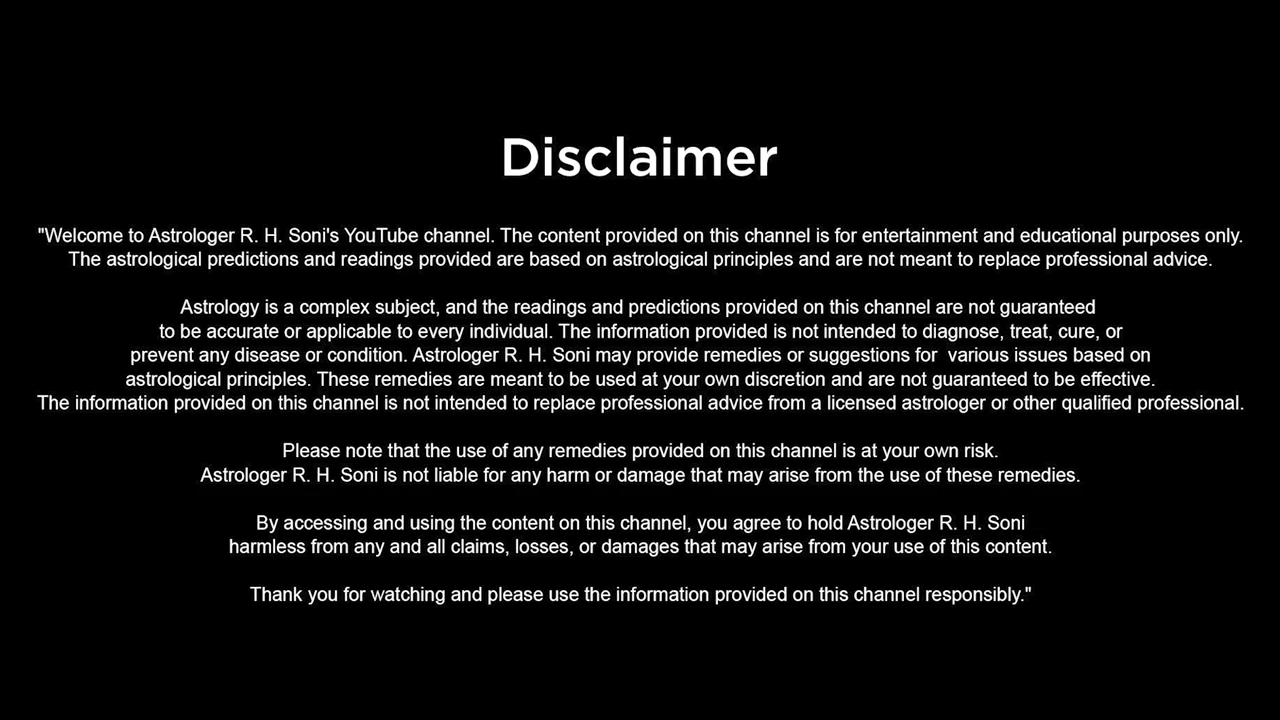 Disclaimer
"Welcome to Astrologer R. H. Soni's YouTube channel. The content provided on this channel is for entertainment and educational purposes only.
The astrological predictions and readings provided are based on astrological principles and are not meant to replace professional advice.
Astrology is a complex subject, and the readings and predictions provided on this channel are not guaranteed
to be accurate or applicable to every individual. The information provided is not intended to diagnose, treat, cure, or
prevent any disease or condition. Astrologer R. H. Soni may provide remedies or suggestions for  various issues based on
astrological principles. These remedies are meant to be used at your own discretion and are not guaranteed to be effective.
The information provided on this channel is not intended to replace professional advice from a licensed astrologer or other qualified professional.
Please note that the use of any remedies provided on this channel is at your own risk.
Astrologer R. H. Soni is not liable for any harm or damage that may arise from the use of these remedies.
By accessing and using the content on this channel, you agree to hold Astrologer R. H. Soni
harmless from any and all claims, losses, or damages that may arise from your use of this content.
Thank you for watching and please use the information provided on this channel responsibly."